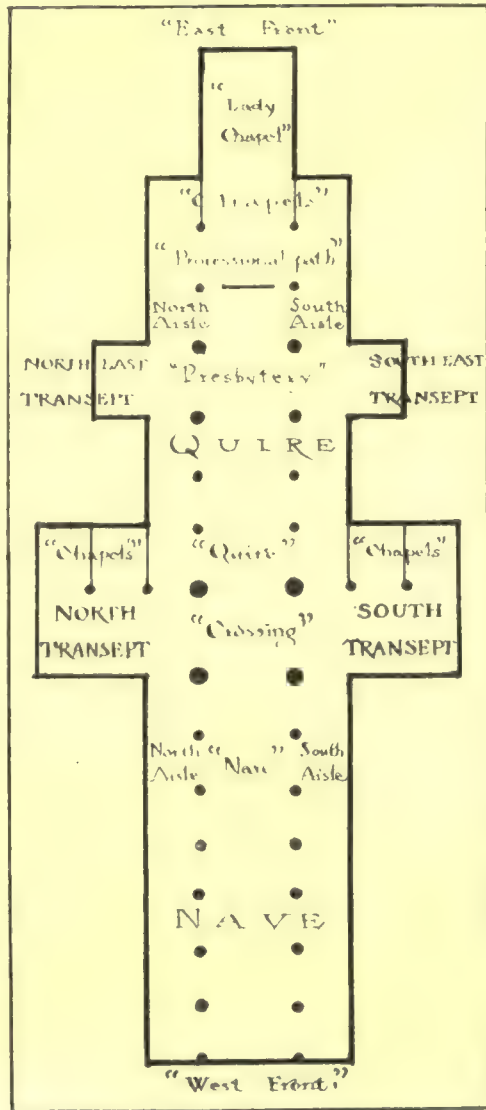 "East Front"
"Lady
Chapel"
"Chapels"
"Processional path"
North South
Aisle Aisle
NORTH EAST SOUTH EAST
"Presbytery"
TRANSEPT TRANSEPT
QUIRE
"Chapels" "Quire" "Chapels"
NORTH SOUTH
"Crossing"
TRANSEPT TRANSEPT
North "Nave" South
Aisle Aisle
NAVE
"West Front"